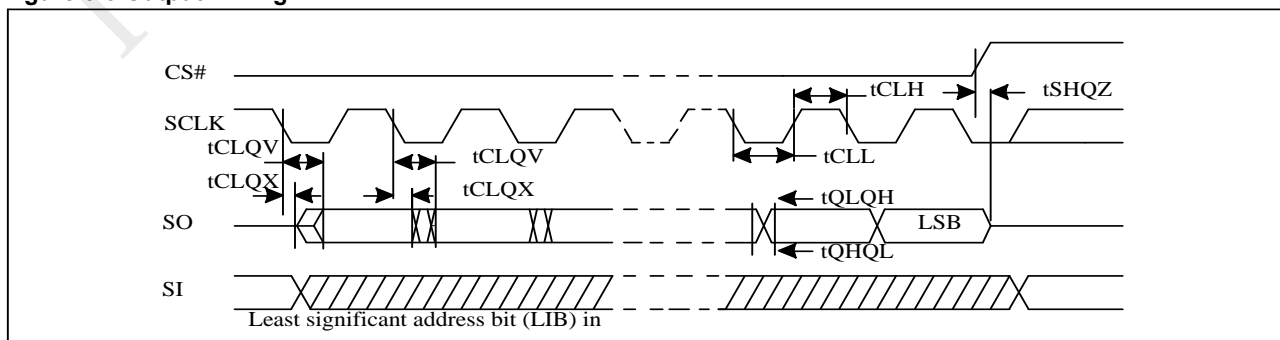 CS#
tCLH
tSHQZ
SCLK
tCLQV
tCLQV
tCLL
tCLQX
tCLQX
tQLQH
SO
LSB
tQHQL
SI
Least significant address bit (LIB) in